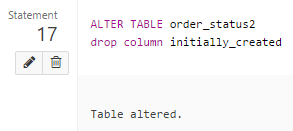 Statement
17
ALTER TABLE order_status2
drop column initially_created
Table altered.